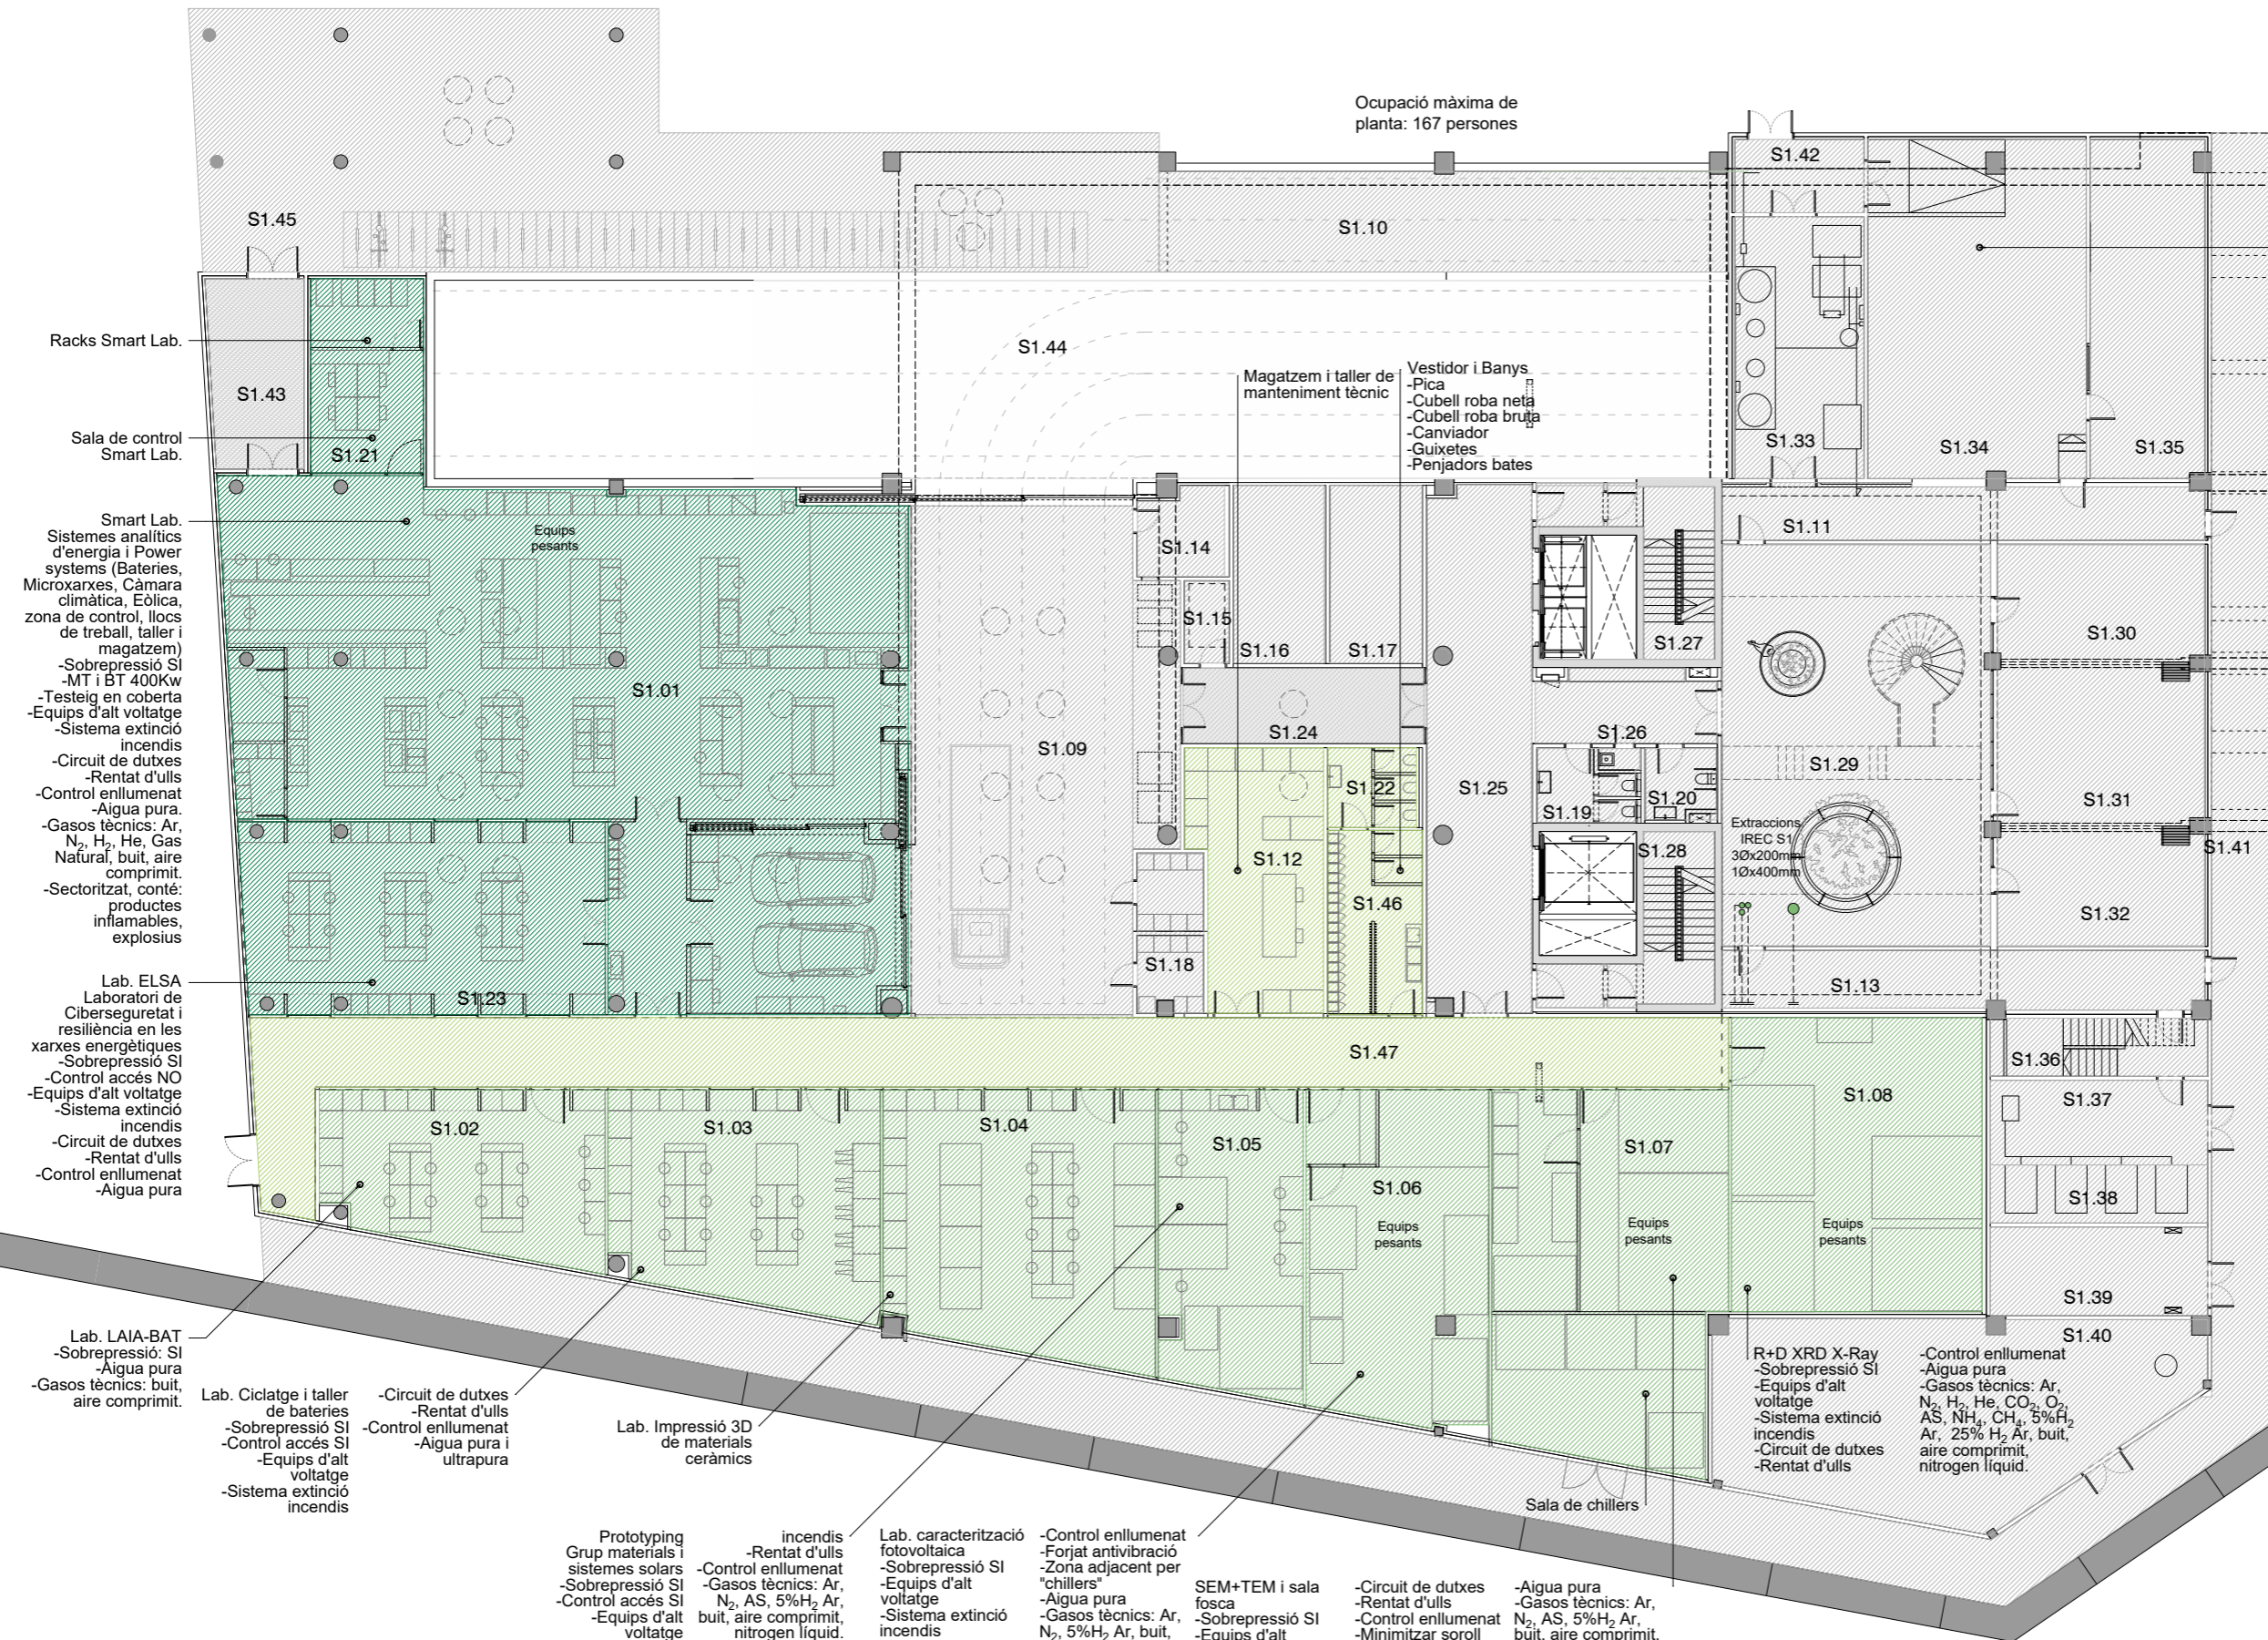 Ocupació màxima de
planta: 167 persones
S1.42
S1.45
S1.10
Racks Smart Lab.
S1.43
Sala de control
Smart Lab.
S1.21
S1.44
Magatzem i taller de
manteniment tècnic
Vestidor i Banys
-Pica
-Cubell roba neta
-Cubell roba bruta
-Canviador
-Guixetes
-Penjadors bates
S1.33
S1.34
S1.35
Smart Lab.
Sistemes analítics
d'energia i Power
systems (Bateries,
Microxarxes, Càmara
climàtica, Eòlica,
zona de control, llocs
de treball, taller i
magatzem)
-Sobrepressió SI
-MT i BT 400Kw
-Testeig en coberta
-Equips d'alt voltatge
-Sistema extinció
incendis
-Circuit de dutxes
-Rentat d'ulls
-Control enllumenat
-Aigua pura.
-Gasos tècnics: Ar,
N₂, H₂, He, Gas
Natural, buit, aire
comprimit.
-Sectoritzat, conté:
productes
inflamables,
explosius
Equips
pesants
S1.01
S1.09
S1.14
S1.15
S1.16
S1.17
S1.24
S1.22
S1.12
S1.46
S1.18
S1.25
S1.27
S1.26
S1.19
S1.20
S1.28
S1.11
S1.29
S1.30
S1.31
S1.32
S1.41
Extraccions
IREC S1
3Øx200mm
1Øx400mm
S1.13
Lab. ELSA
Laboratori de
Ciberseguretat i
resiliència en les
xarxes energètiques
-Sobrepressió SI
-Control accés NO
-Equips d'alt voltatge
-Sistema extinció
incendis
-Circuit de dutxes
-Rentat d'ulls
-Control enllumenat
-Aigua pura
S1.23
S1.47
S1.36
S1.37
S1.38
S1.39
S1.40
S1.02
S1.03
S1.04
S1.05
S1.06
Equips
pesants
S1.07
Equips
pesants
S1.08
Equips
pesants
Lab. LAIA-BAT
-Sobrepressió: SI
-Aigua pura
-Gasos tècnics: buit,
aire comprimit.
Lab. Ciclatge i taller
de bateries
-Sobrepressió SI
-Control accés SI
-Equips d'alt
voltatge
-Sistema extinció
incendis
-Circuit de dutxes
-Rentat d'ulls
-Control enllumenat
-Aigua pura i
ultrapura
Lab. Impressió 3D
de materials
ceràmics
Prototyping
Grup materials i
sistemes solars
-Sobrepressió SI
-Control accés SI
-Equips d'alt
voltatge
incendis
-Rentat d'ulls
-Control enllumenat
-Gasos tècnics: Ar,
N₂, AS, 5%H₂ Ar,
buit, aire comprimit,
nitrogen líquid.
Lab. caracterització
fotovoltaica
-Sobrepressió SI
-Equips d'alt
voltatge
-Sistema extinció
incendis
-Control enllumenat
-Forjat antivibració
-Zona adjacent per
"chillers"
-Aigua pura
-Gasos tècnics: Ar,
N₂, 5%H₂ Ar, buit,
SEM+TEM i sala
fosca
-Sobrepressió SI
-Equips d'alt
-Circuit de dutxes
-Rentat d'ulls
-Control enllumenat
-Minimitzar soroll
-Aigua pura
-Gasos tècnics: Ar,
N₂, AS, 5%H₂ Ar,
buit, aire comprimit.
Sala de chillers
R+D XRD X-Ray
-Sobrepressió SI
-Equips d'alt
voltatge
-Sistema extinció
incendis
-Circuit de dutxes
-Rentat d'ulls
-Control enllumenat
-Aigua pura
-Gasos tècnics: Ar,
N₂, H₂, He, CO₂, O₂,
AS, NH₄, CH₄, 5%H₂
Ar, 25% H₂ Ar, buit,
aire comprimit,
nitrogen líquid.